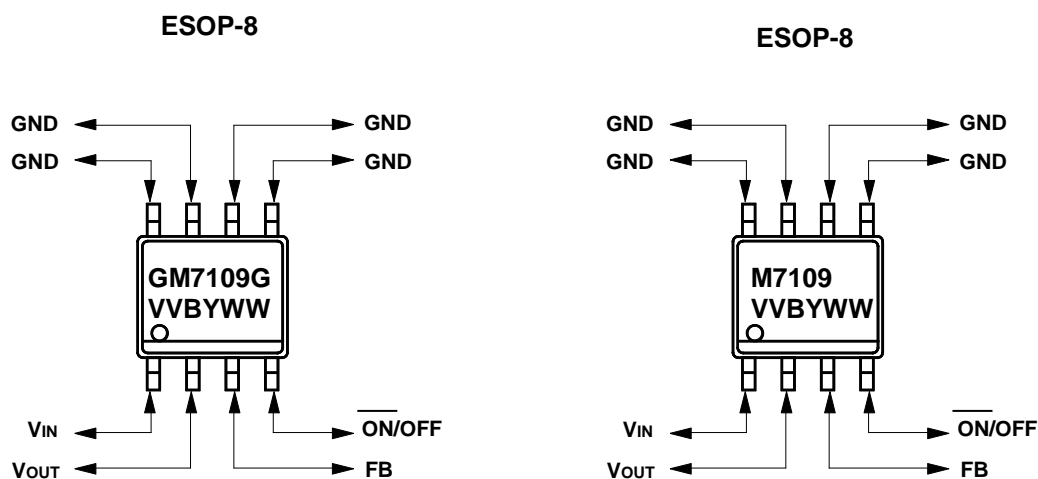 ESOP-8
ESOP-8
GND GND GND GND
GND GND GND GND
GM7109G
VVBYWW
M7109
VVBYWW
VIN ON/OFF VIN ON/OFF
VOUT FB VOUT FB